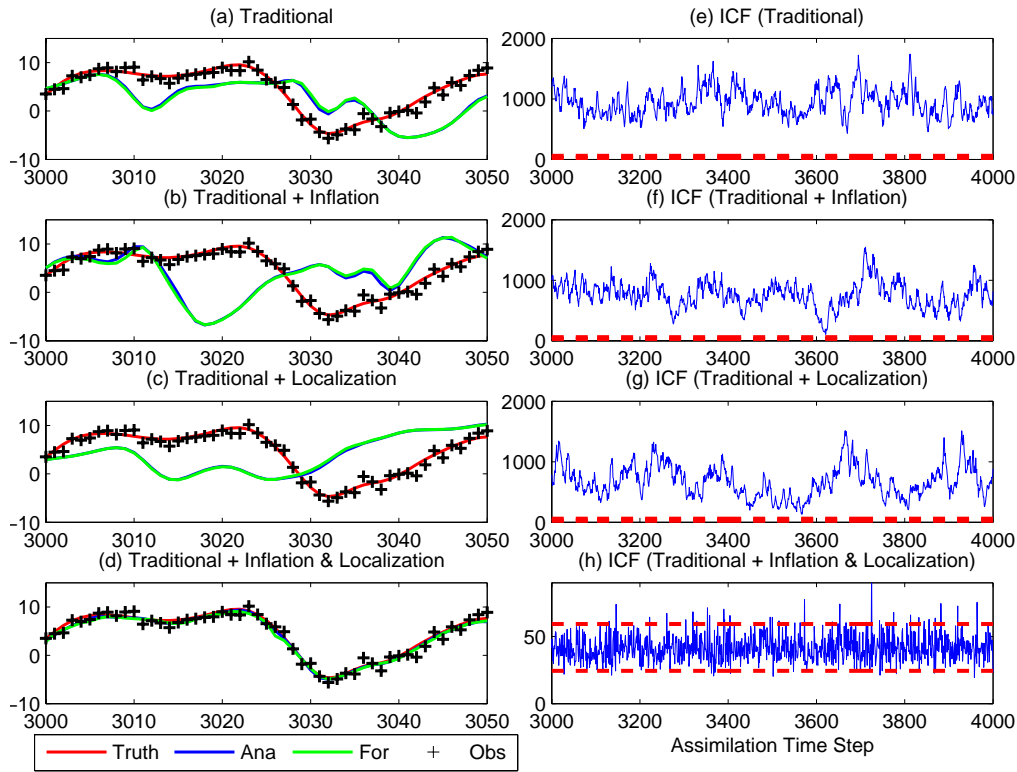 (a) Traditional
10
0
−10
3000 3010 3020 3030 3040 3050
(b) Traditional + Inflation
10
0
−10
3000 3010 3020 3030 3040 3050
(c) Traditional + Localization
10
0
−10
3000 3010 3020 3030 3040 3050
(d) Traditional + Inflation & Localization
10
0
−10
3000 3010 3020 3030 3040 3050
Truth Ana For Obs
(e) ICF (Traditional)
2000
1000
0
3000 3200 3400 3600 3800 4000
(f) ICF (Traditional + Inflation)
2000
1000
0
3000 3200 3400 3600 3800 4000
(g) ICF (Traditional + Localization)
2000
1000
0
3000 3200 3400 3600 3800 4000
(h) ICF (Traditional + Inflation & Localization)
50
0
3000 3200 3400 3600 3800 4000
Assimilation Time Step